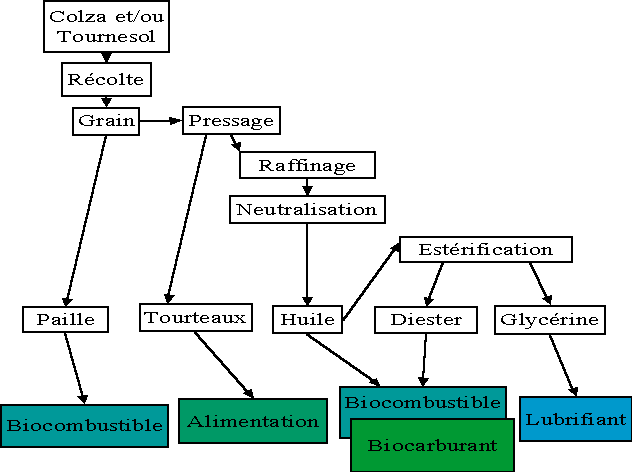 Colza et/ou
Tournesol
Récolte
Grain
Pressage
Raffinage
Neutralisation
Estérification
Paille
Tourteaux
Huile
Diester
Glycérine
Biocombustible
Alimentation
Biocombustible
Biocarburant
Lubrifiant